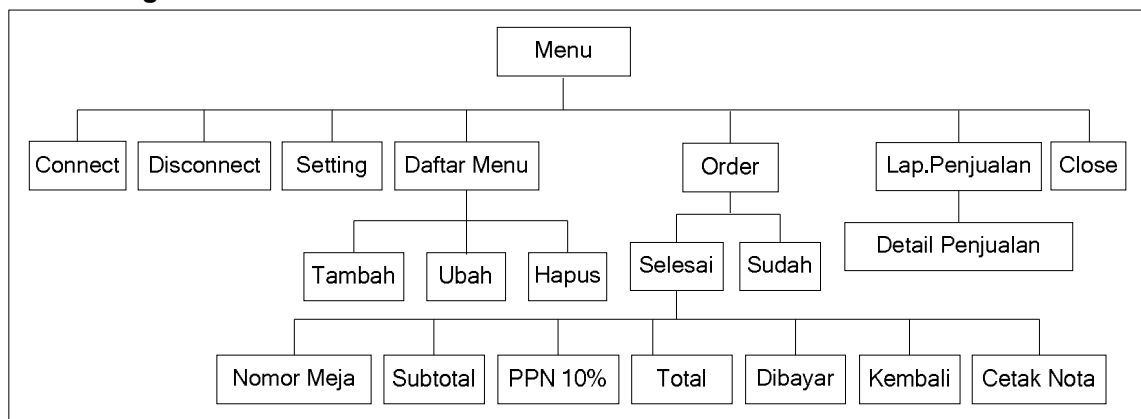 Menu
Connect
Disconnect
Setting
Daftar Menu
Order
Lap.Penjualan
Close
Tambah
Ubah
Hapus
Selesai
Sudah
Detail Penjualan
Nomor Meja
Subtotal
PPN 10%
Total
Dibayar
Kembali
Cetak Nota